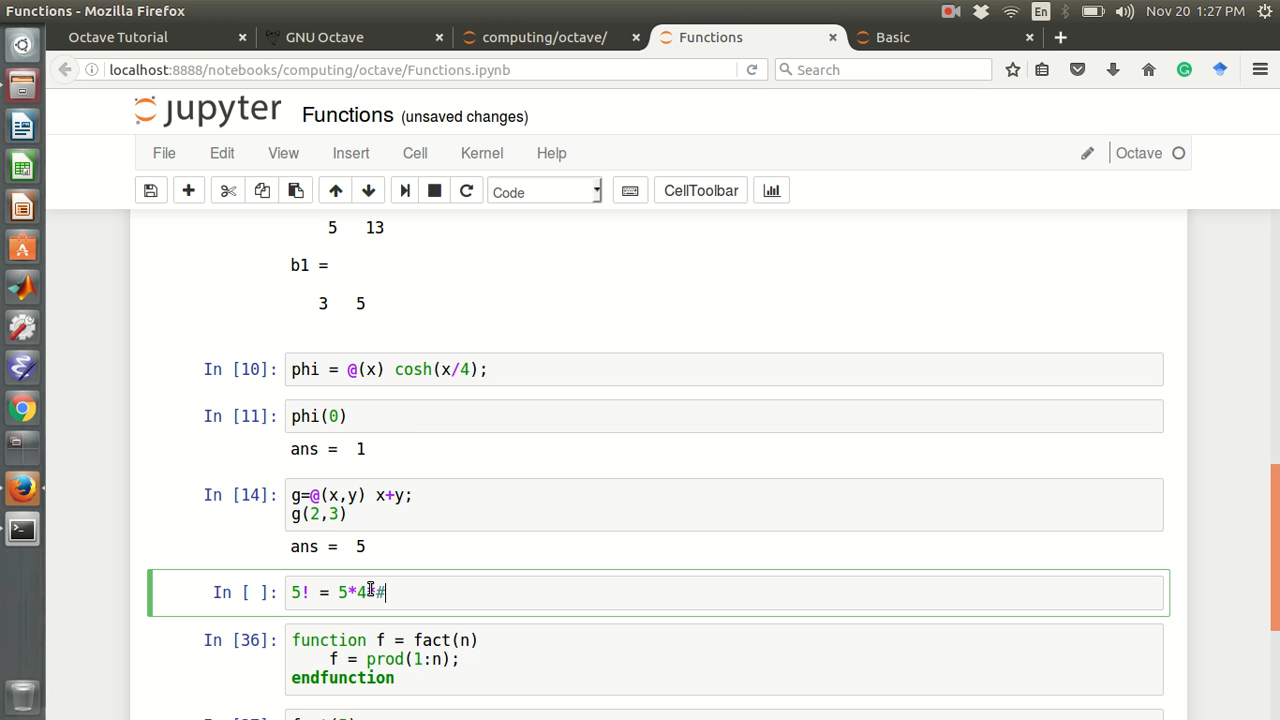 Functions - Mozilla Firefox
En
Nov 20 1:27 PM
Octave Tutorial
GNU Octave
computing/octave/
Functions
Basic
localhost:8888/notebooks/computing/octave/Functions.ipynb
Search
jupyter Functions (unsaved changes)
File Edit View Insert Cell Kernel Help
Octave
Code
CellToolbar
5 13
b1 =
3 5
In [10]: phi = @(x) cosh(x/4);
In [11]: phi(0)
ans = 1
In [14]: g=@(x,y) x+y;
g(2,3)
ans = 5
In [ ]: 5! = 5*4*#
In [36]: function f = fact(n)
f = prod(1:n);
endfunction